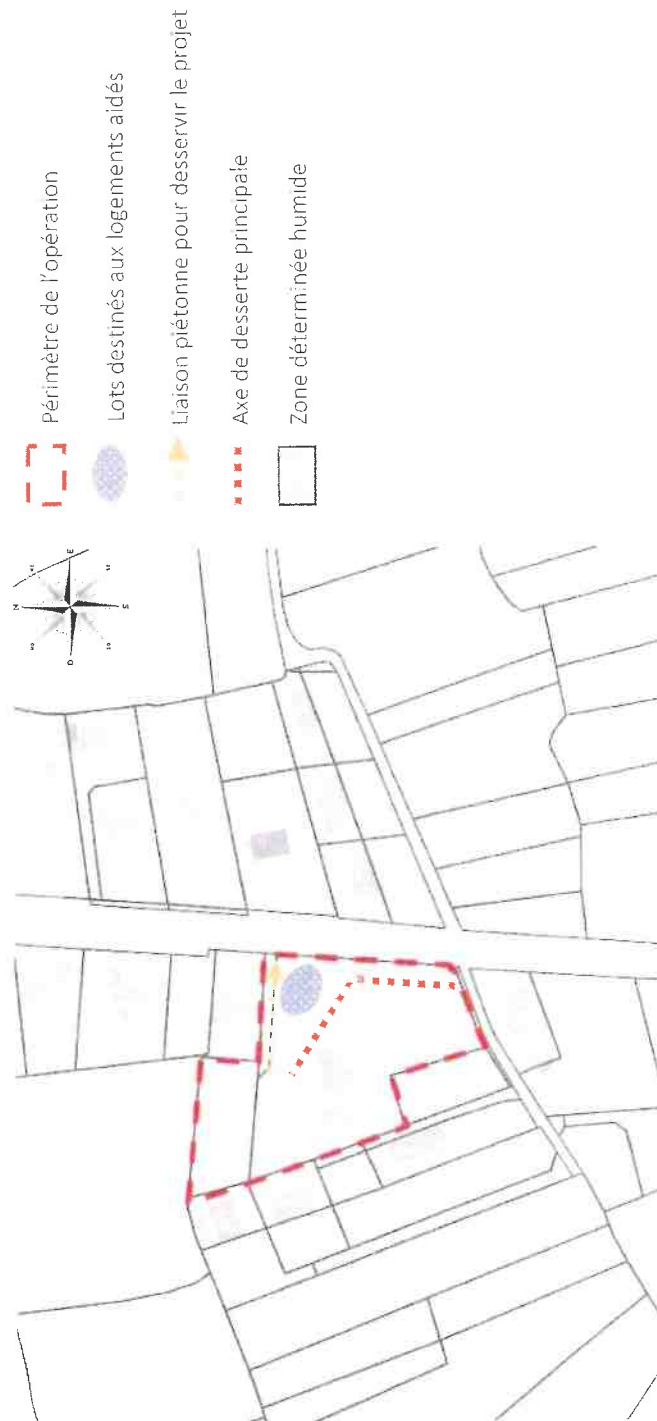 Périmètre de l'opération
Lots destinés aux logements aidés
Liaison piétonne pour desservir le projet
Axe de desserte principale
Zone déterminée humide
N
E
S
O